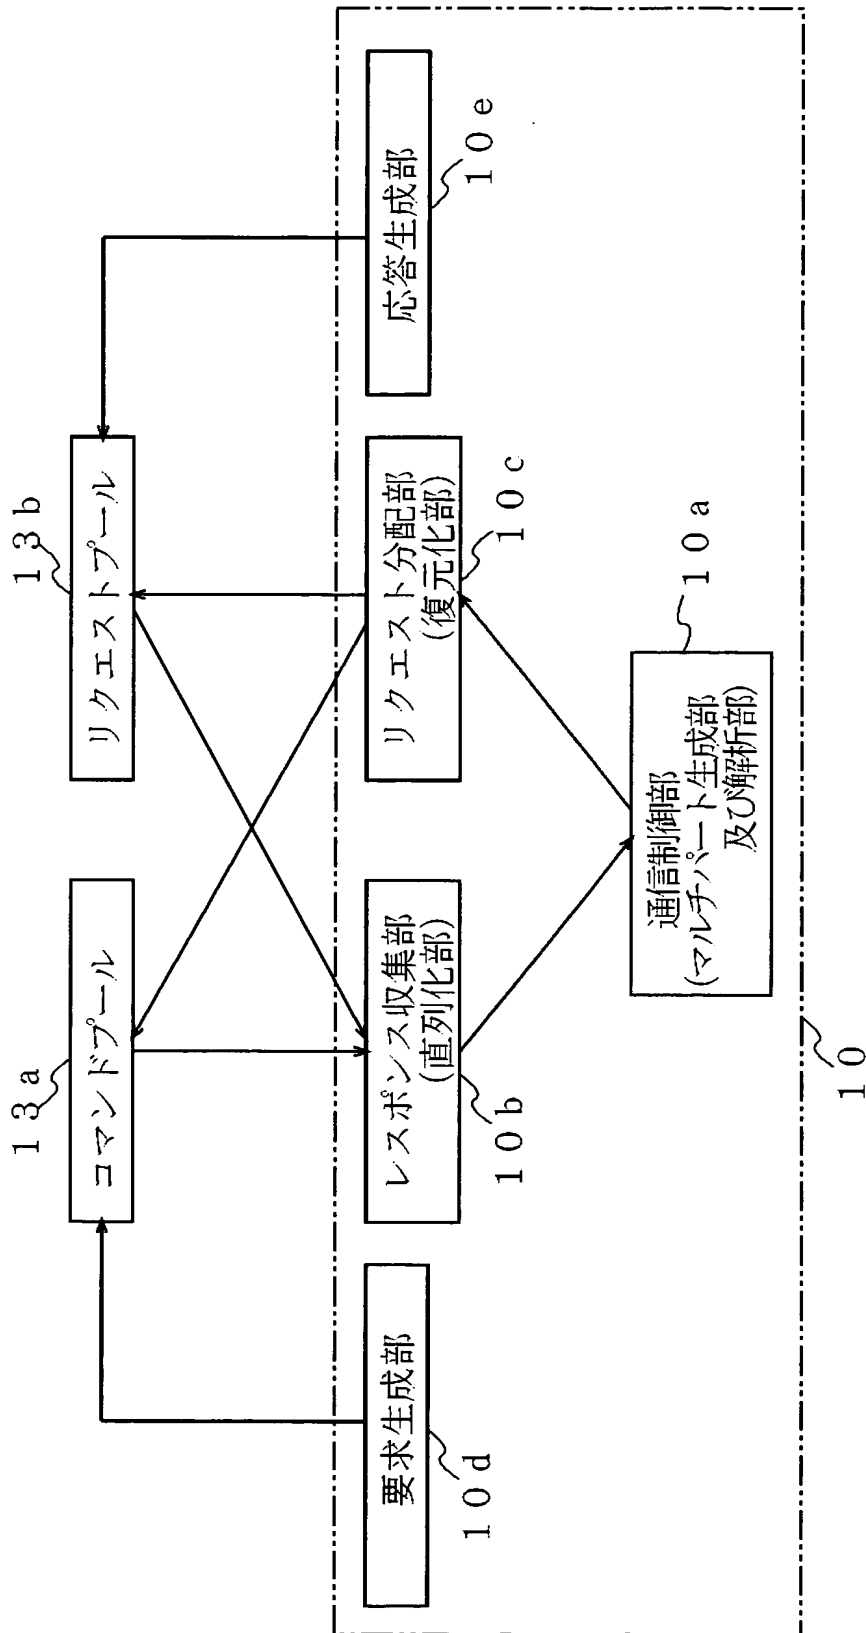 13a
コマンドプール
13b
リクエストプール
要求生成部
10d
レスポンス収集部
(直列化部)
10b
リクエスト分配部
(復元化部)
10c
応答生成部
10e
通信制御部
(マルチパート生成部
及び解析部)
10a
10